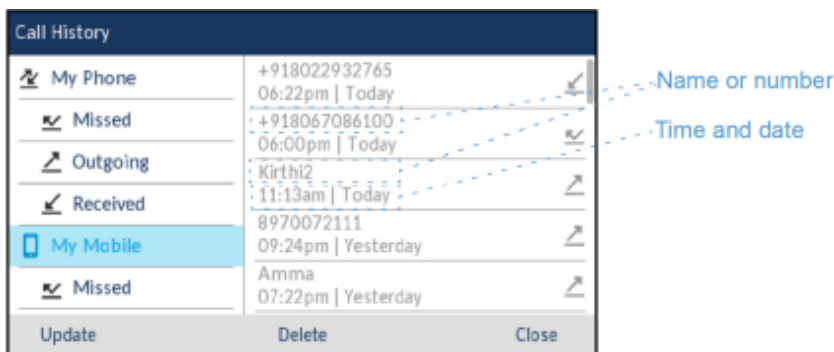 Call History
My Phone
Missed
Outgoing
Received
My Mobile
Missed
+918022932765
06:22pm | Today
+918067086100
06:00pm | Today
Kirthi2
11:13am | Today
8970072111
09:24pm | Yesterday
Amma
07:22pm | Yesterday
Name or number
Time and date
Update
Delete
Close